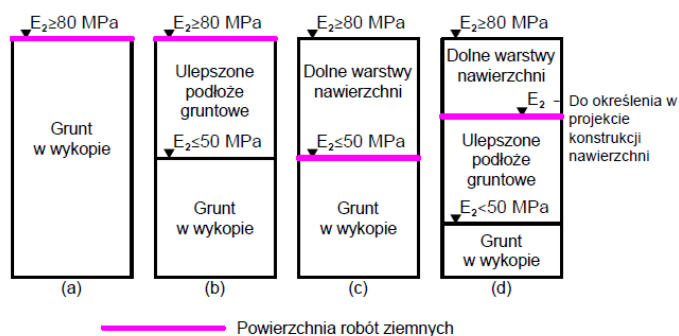 E₂≥80 MPa
Grunt
w wykopie
(a)
E₂≥80 MPa
Ulepszone
podłoże
gruntowe
E₂≤50 MPa
Grunt
w wykopie
(b)
E₂≥80 MPa
Dolne warstwy
nawierzchni
E₂≤50 MPa
Grunt
w wykopie
(c)
E₂≥80 MPa
Dolne warstwy
nawierzchni
E₂ – Do określenia w
projekcie
konstrukcji
nawierzchni
Ulepszone
podłoże
gruntowe
E₂<50 MPa
Grunt
w wykopie
(d)
Powierzchnia robót ziemnych